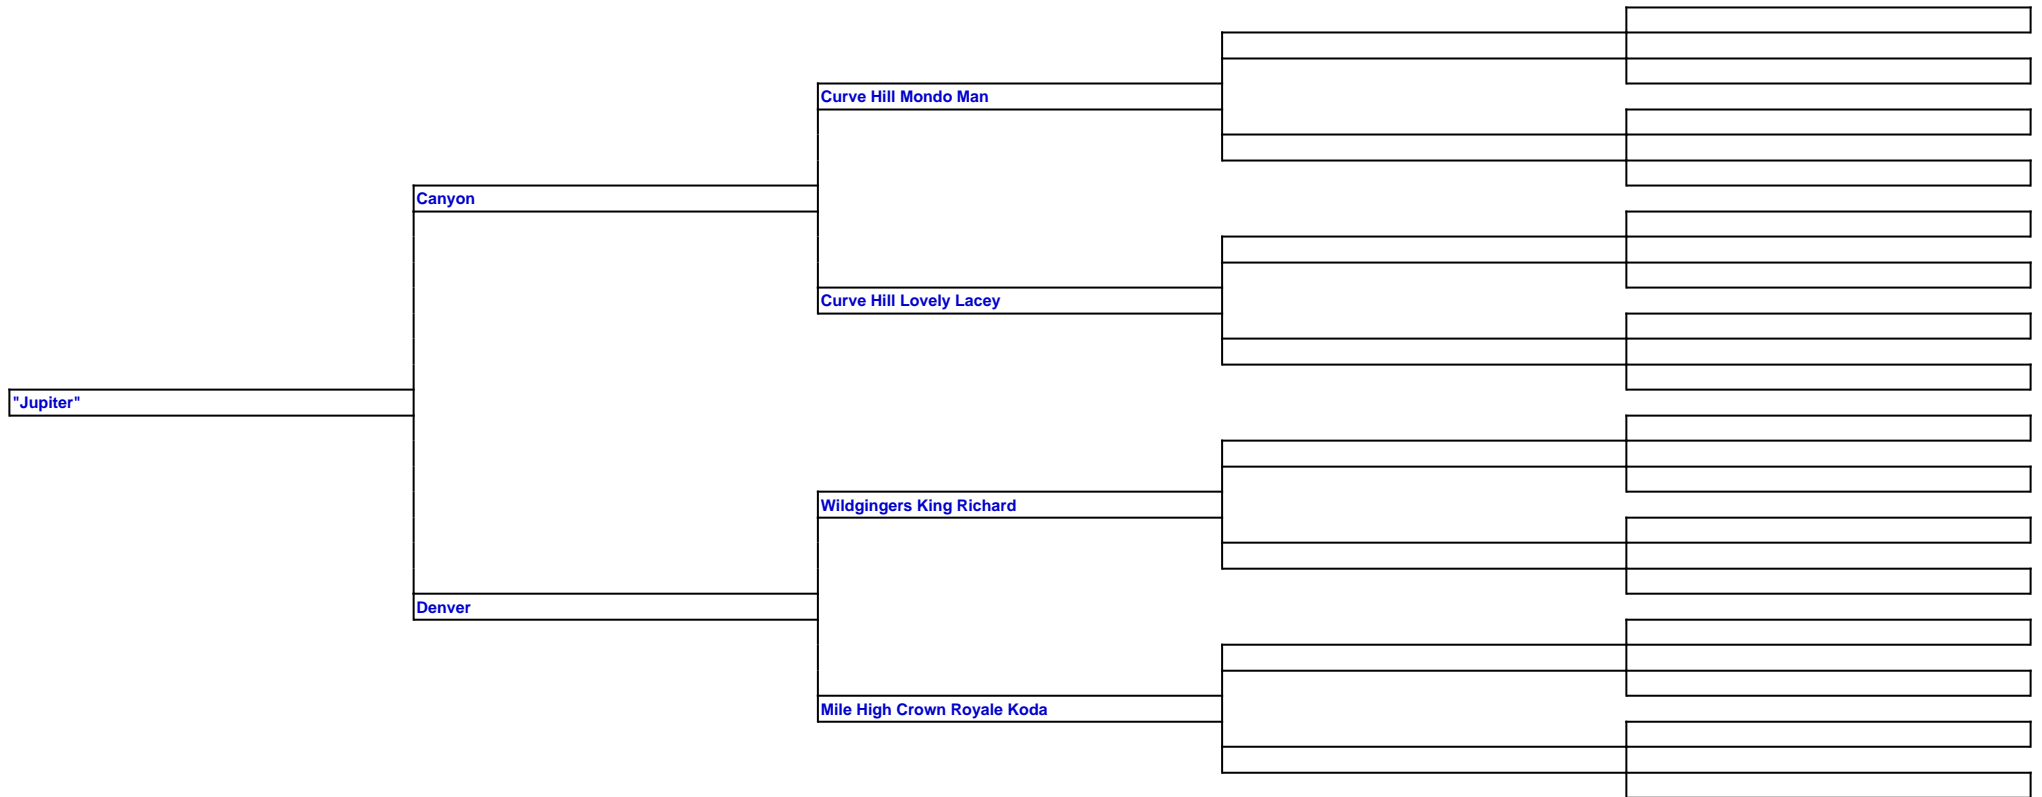 Curve Hill Mondo Man
Canyon
Curve Hill Lovely Lacey
"Jupiter"
Wildgingers King Richard
Denver
Mile High Crown Royale Koda